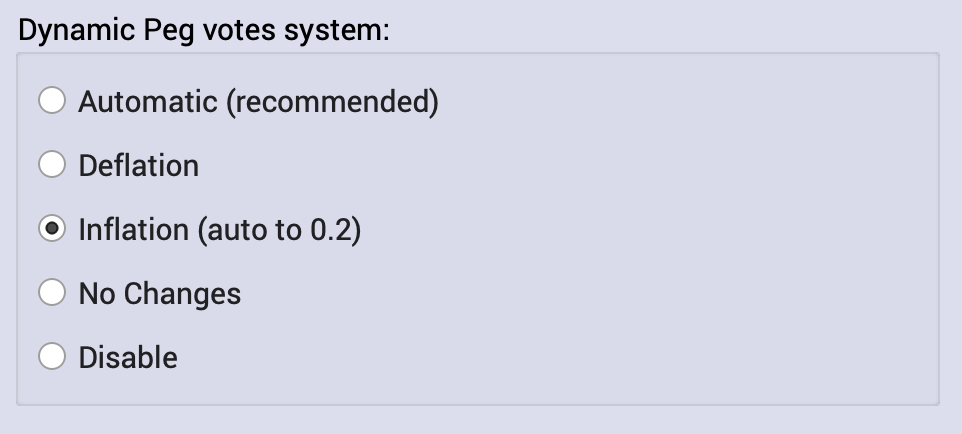 Dynamic Peg votes system:
Automatic (recommended)
Deflation
Inflation (auto to 0.2)
No Changes
Disable